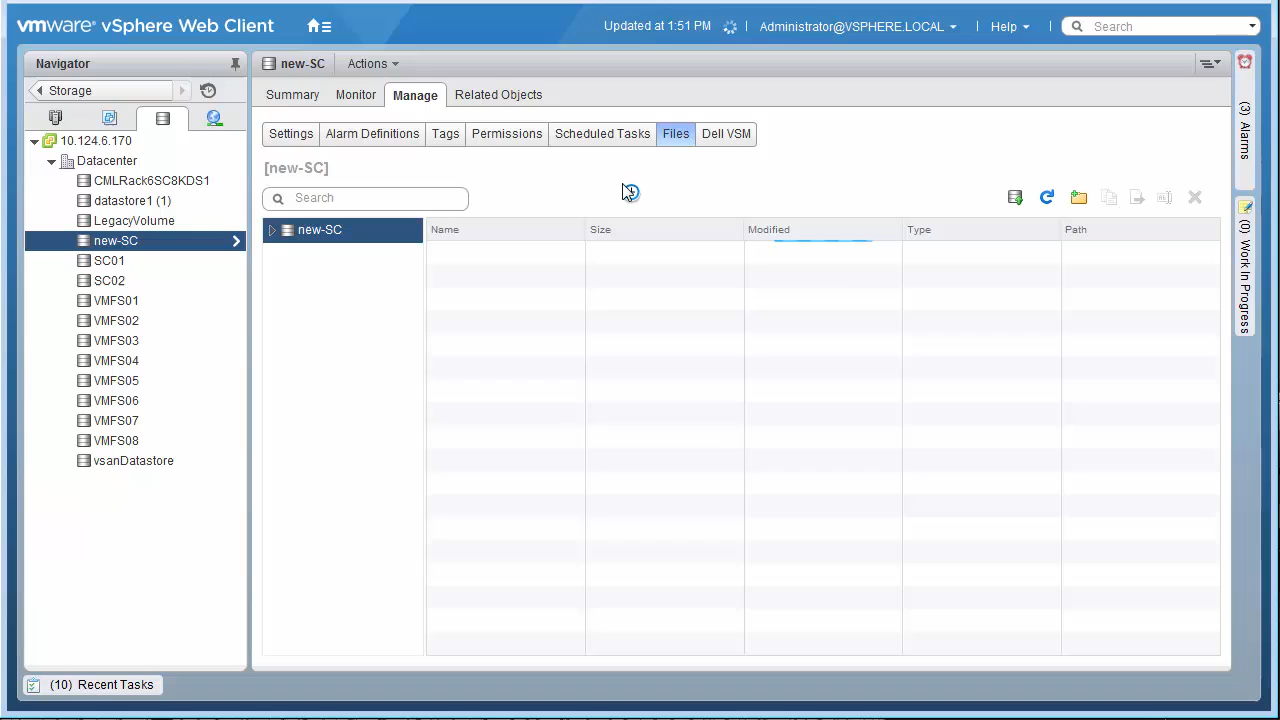 vmware vSphere Web Client
Updated at 1:51 PM
Administrator@VSPHERE.LOCAL
Help
Search
Navigator
Storage
10.124.6.170
Datacenter
CMLRack6SC8KDS1
datastore1 (1)
LegacyVolume
new-SC
SC01
SC02
VMFS01
VMFS02
VMFS03
VMFS04
VMFS05
VMFS06
VMFS07
VMFS08
vsanDatastore
new-SC Actions
Summary Monitor Manage Related Objects
Settings Alarm Definitions Tags Permissions Scheduled Tasks Files Dell VSM
[new-SC]
Search
new-SC
Name Size Modified Type Path
(3) Alarms
(0) Work In Progress
(10) Recent Tasks